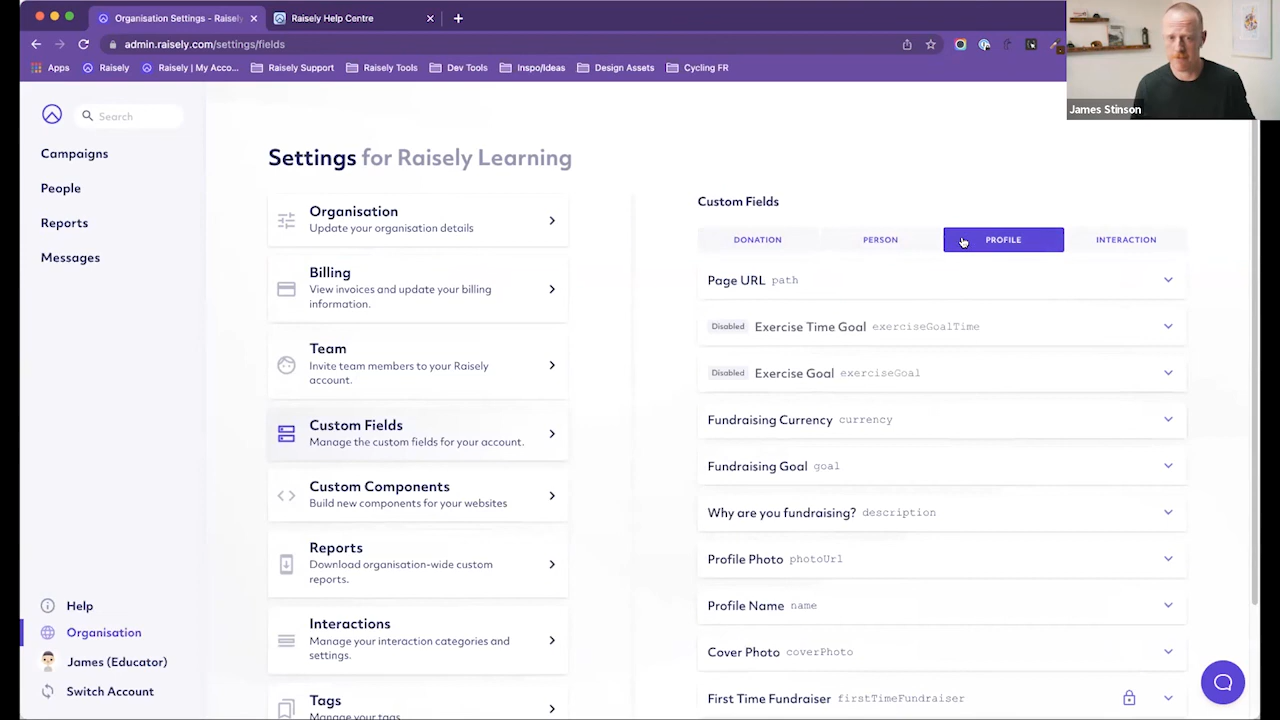 Organisation Settings - Raisely
Raisely Help Centre
admin.raisely.com/settings/fields
Apps
Raisely
Raisely | My Acco...
Raisely Support
Raisely Tools
Dev Tools
Inspo/Ideas
Design Assets
Cycling FR
James Stinson
Search
Campaigns
People
Reports
Messages
Help
Organisation
James (Educator)
Switch Account
Settings for Raisely Learning
Organisation
Update your organisation details
Billing
View invoices and update your billing
information.
Team
Invite team members to your Raisely
account.
Custom Fields
Manage the custom fields for your account.
Custom Components
Build new components for your websites
Reports
Download organisation-wide custom
reports.
Interactions
Manage your interaction categories and
settings.
Tags
Manage your tags.
Custom Fields
DONATION PERSON PROFILE INTERACTION
Page URL path
Disabled Exercise Time Goal exerciseGoalTime
Disabled Exercise Goal exerciseGoal
Fundraising Currency currency
Fundraising Goal goal
Why are you fundraising? description
Profile Photo photoUrl
Profile Name name
Cover Photo coverPhoto
First Time Fundraiser firstTimeFundraiser